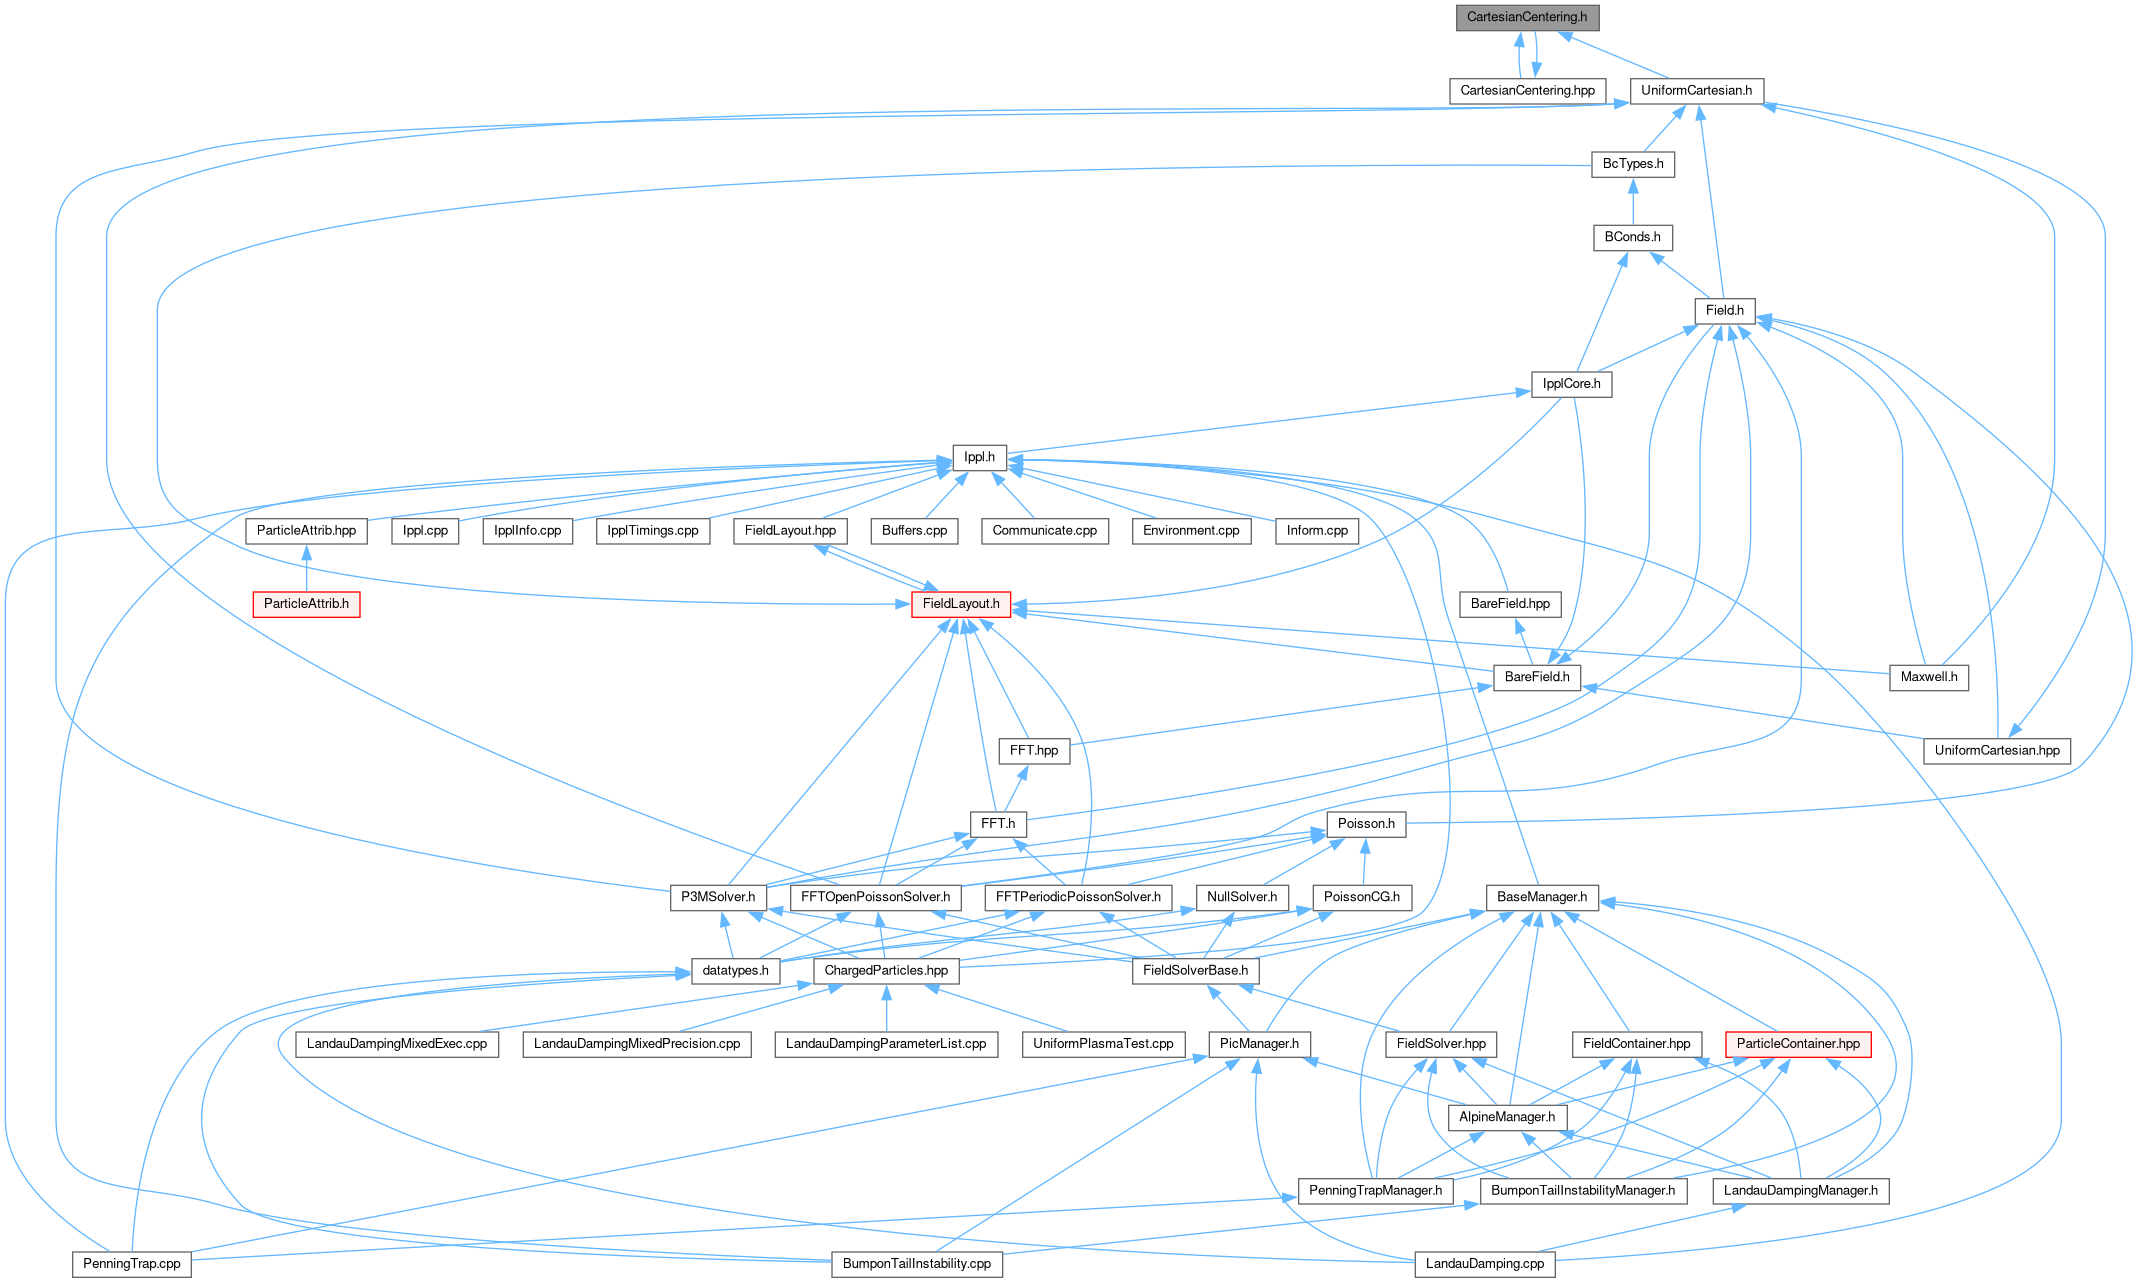 CartesianCentering.h
CartesianCentering.hpp
UniformCartesian.h
BcTypes.h
BConds.h
Field.h
IpplCore.h
Ippl.h
ParticleAttrib.hpp
Ippl.cpp
IpplInfo.cpp
IpplTimings.cpp
FieldLayout.hpp
Buffers.cpp
Communicate.cpp
Environment.cpp
Inform.cpp
ParticleAttrib.h
FieldLayout.h
BareField.hpp
BareField.h
Maxwell.h
FFT.hpp
UniformCartesian.hpp
FFT.h
Poisson.h
P3MSolver.h
FFTOpenPoissonSolver.h
FFTPeriodicPoissonSolver.h
NullSolver.h
PoissonCG.h
BaseManager.h
datatypes.h
ChargedParticles.hpp
FieldSolverBase.h
LandauDampingMixedExec.cpp
LandauDampingMixedPrecision.cpp
LandauDampingParameterList.cpp
UniformPlasmaTest.cpp
PicManager.h
FieldSolver.hpp
FieldContainer.hpp
ParticleContainer.hpp
AlpineManager.h
PenningTrapManager.h
BumponTailInstabilityManager.h
LandauDampingManager.h
PenningTrap.cpp
BumponTailInstability.cpp
LandauDamping.cpp